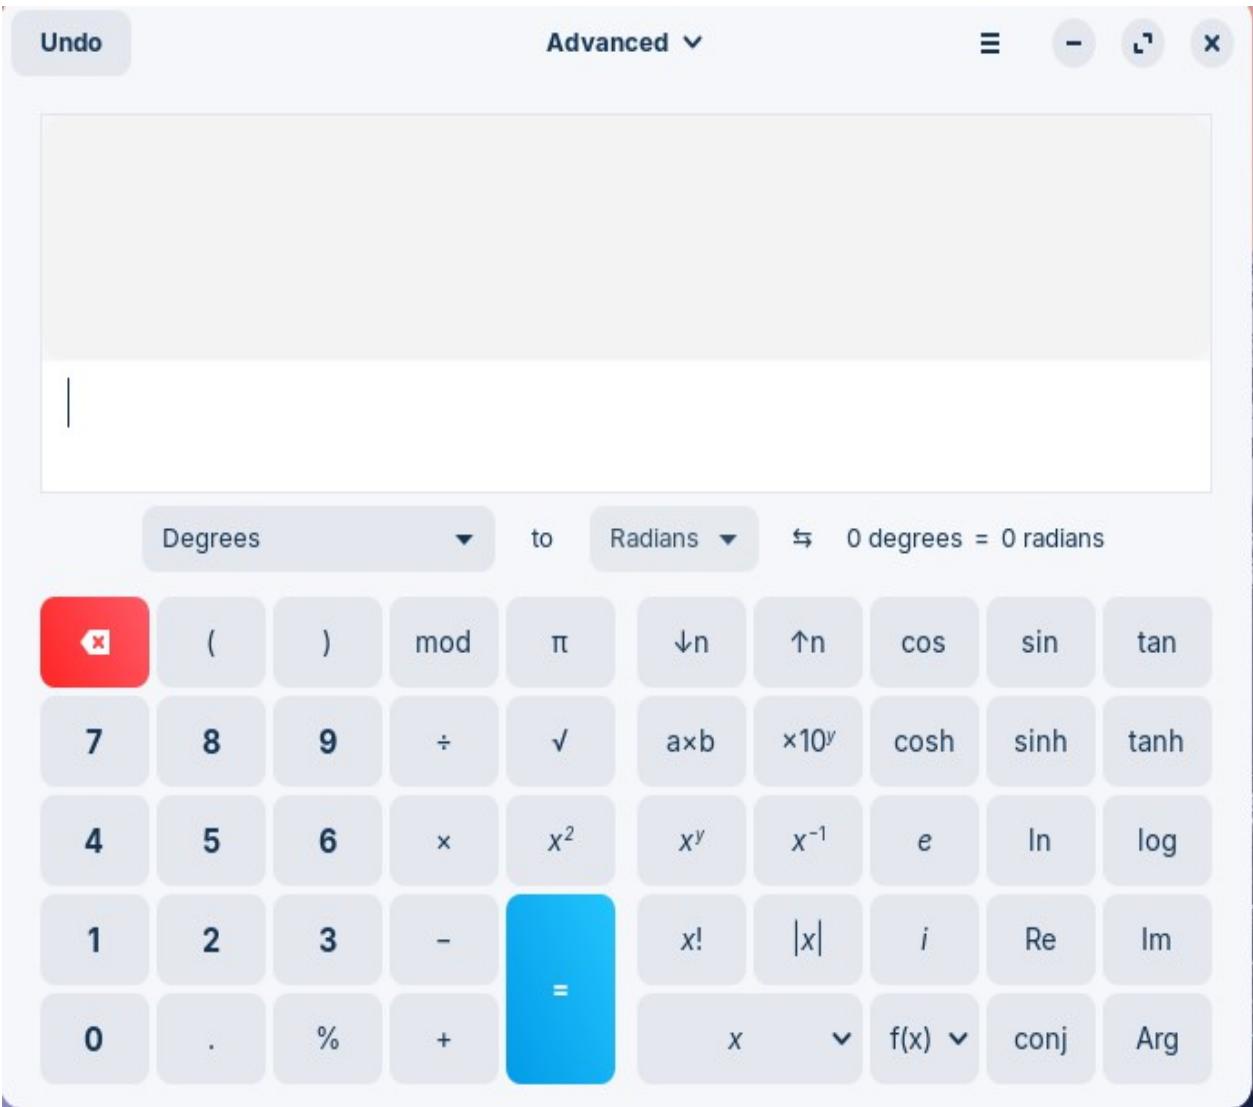 Undo Advanced
Degrees to Radians ⇆ 0 degrees = 0 radians
( ) mod π ↓n ↑n cos sin tan
7 8 9 ÷ √ a×b ×10ʸ cosh sinh tanh
4 5 6 × x² xʸ x⁻¹ e ln log
1 2 3 − = x! |x| i Re Im
0 . % + x f(x) conj Arg